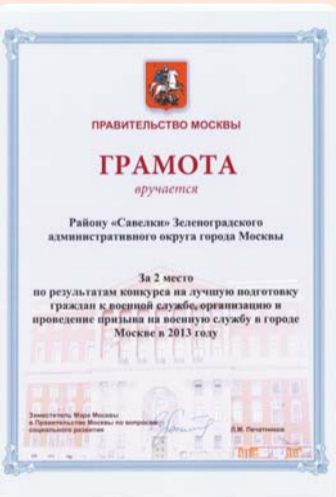 ПРАВИТЕЛЬСТВО МОСКВЫ
ГРАМОТА
вручается
Району «Савелки» Зеленоградского
административного округа города Москвы
За 2 место
по результатам конкурса на лучшую подготовку
граждан к военной службе, организацию и
проведение призыва на военную службу в городе
Москве в 2013 году
Заместитель Мэра Москвы
в Правительстве Москвы по вопросам
социального развития
Л.М. Печатников